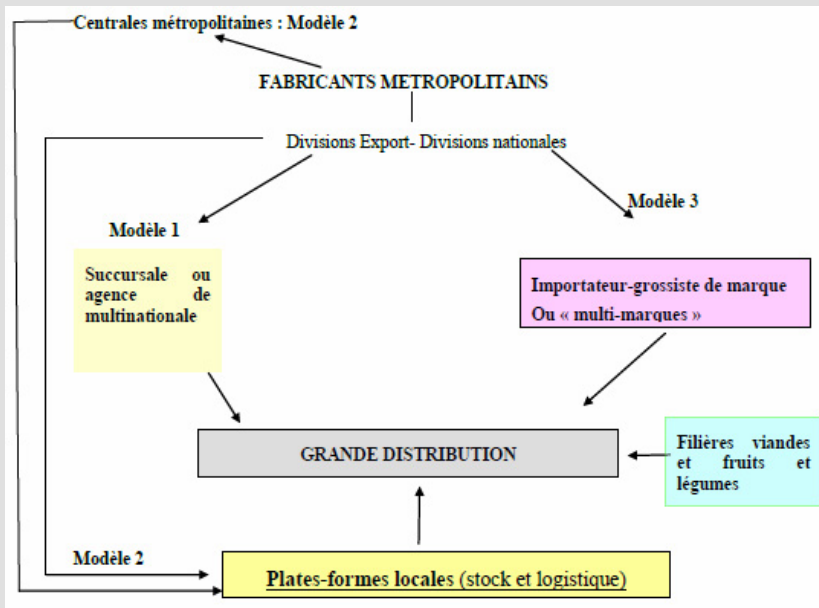 Centrales métropolitaines : Modèle 2
FABRICANTS METROPOLITAINS
Divisions Export- Divisions nationales
Modèle 1
Modèle 3
Succursale ou
agence de
multinationale
Importateur-grossiste de marque
Ou « multi-marques »
GRANDE DISTRIBUTION
Filières viandes
et fruits et
légumes
Modèle 2
Plates-formes locales (stock et logistique)